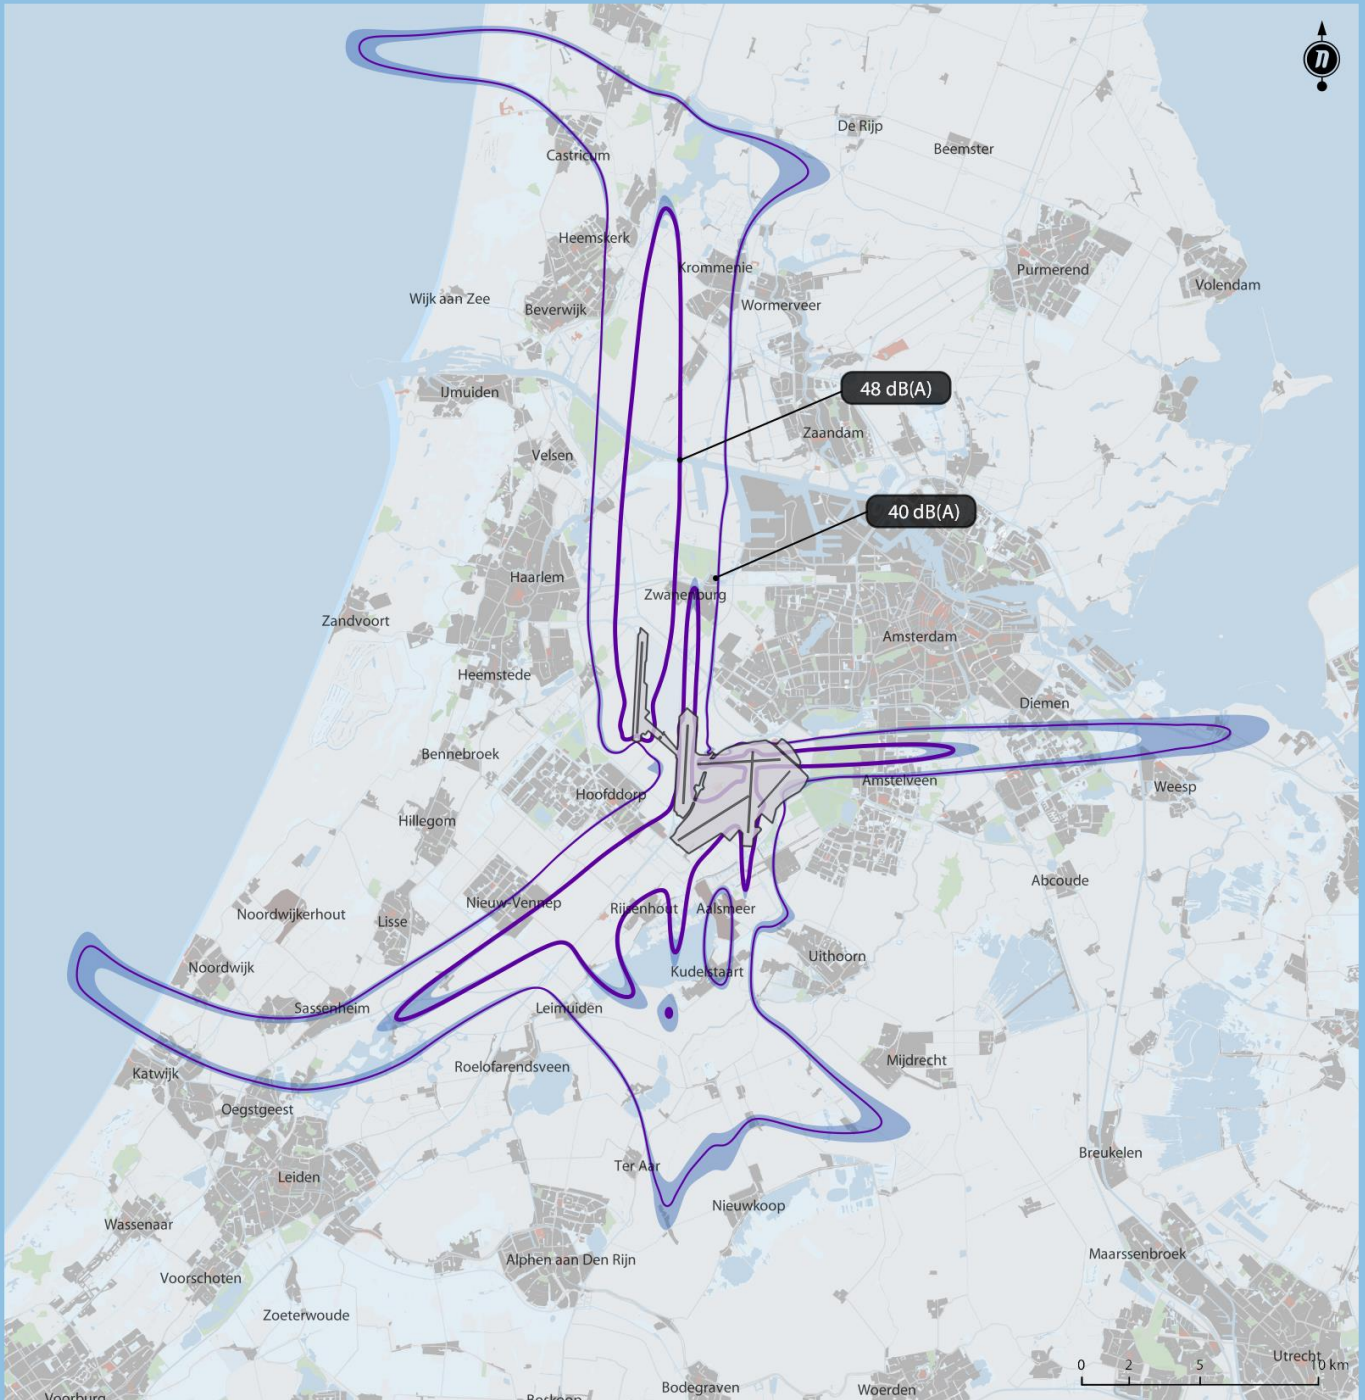 n
De Rijp
Beemster
Castricum
Heemskerk
Krommenie
Purmerend
Volendam
Wijk aan Zee
Beverwijk
Wormerveer
48 dB(A)
IJmuiden
Zaandam
Velsen
40 dB(A)
Haarlem
Zwanenburg
Zandvoort
Amsterdam
Heemstede
Diemen
Bennebroek
Amstelveen
Weesp
Hoofddorp
Hillegom
Abcoude
Nieuw-Vennep
Rijsenhout
Aalsmeer
Noordwijkerhout
Lisse
Uithoorn
Noordwijk
Kudelstaart
Sassenheim
Leimuiden
Mijdrecht
Roelofarendsveen
Katwijk
Oegstgeest
Breukelen
Ter Aar
Leiden
Nieuwkoop
Wassenaar
Maarssenbroek
Alphen aan Den Rijn
Voorschoten
Zoeterwoude
Utrecht
0 2 5 10 km
Bodegraven
Woerden
Voorburg
Boskoop